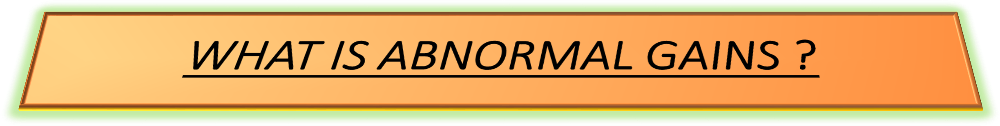 WHAT IS ABNORMAL GAINS ?